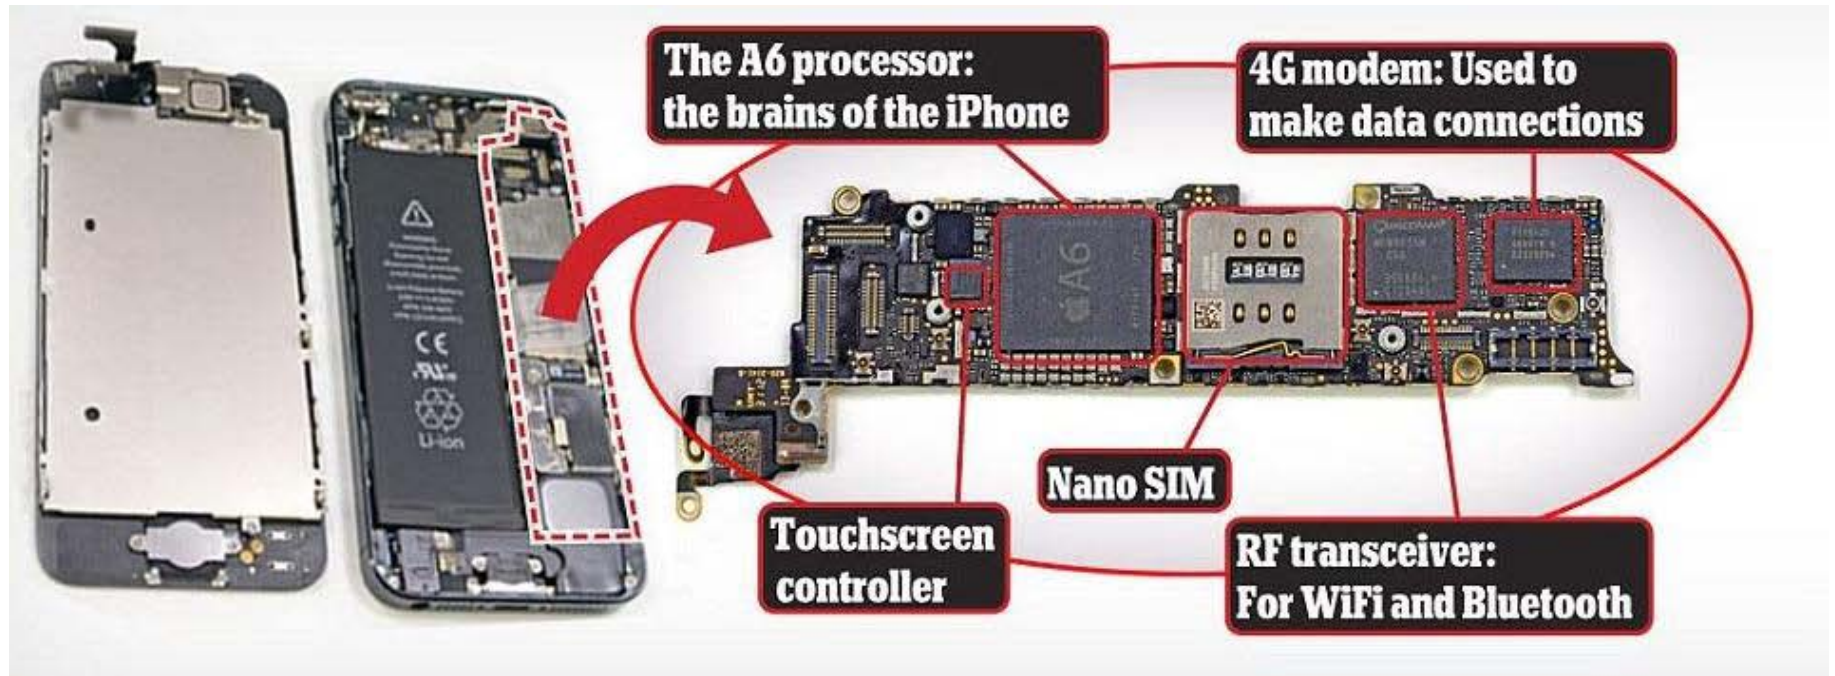 The A6 processor:
the brains of the iPhone
4G modem: Used to
make data connections
A6
QUALCOMM
CE
Li-ion
Nano SIM
Touchscreen
controller
RF transceiver:
For WiFi and Bluetooth